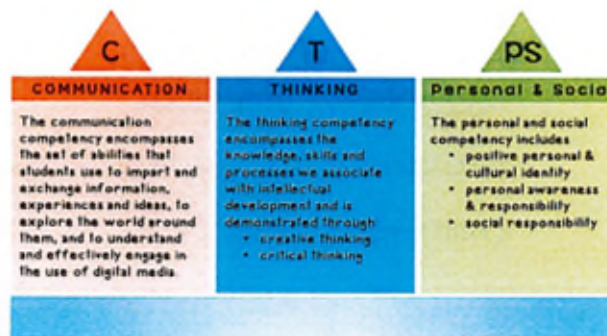 C
COMMUNICATION
The communication
competency encompasses
the set of abilities that
students use to impart and
exchange information,
experiences and ideas, to
explore the world around
them, and to understand
and effectively engage in
the use of digital media.
T
THINKING
The thinking competency
encompasses the
knowledge, skills and
processes we associate
with intellectual
development and is
demonstrated through:
• creative thinking
• critical thinking
PS
Personal & Social
The personal and social
competency includes
• positive personal &
cultural identity
• personal awareness
& responsibility
• social responsibility